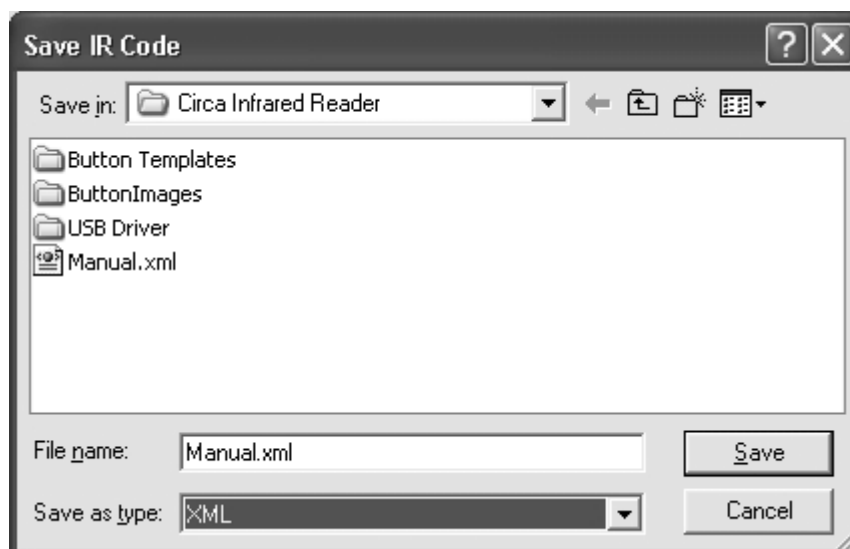 Save IR Code
Save in: Circa Infrared Reader
Button Templates
ButtonImages
USB Driver
Manual.xml
File name: Manual.xml Save
Save as type: XML Cancel